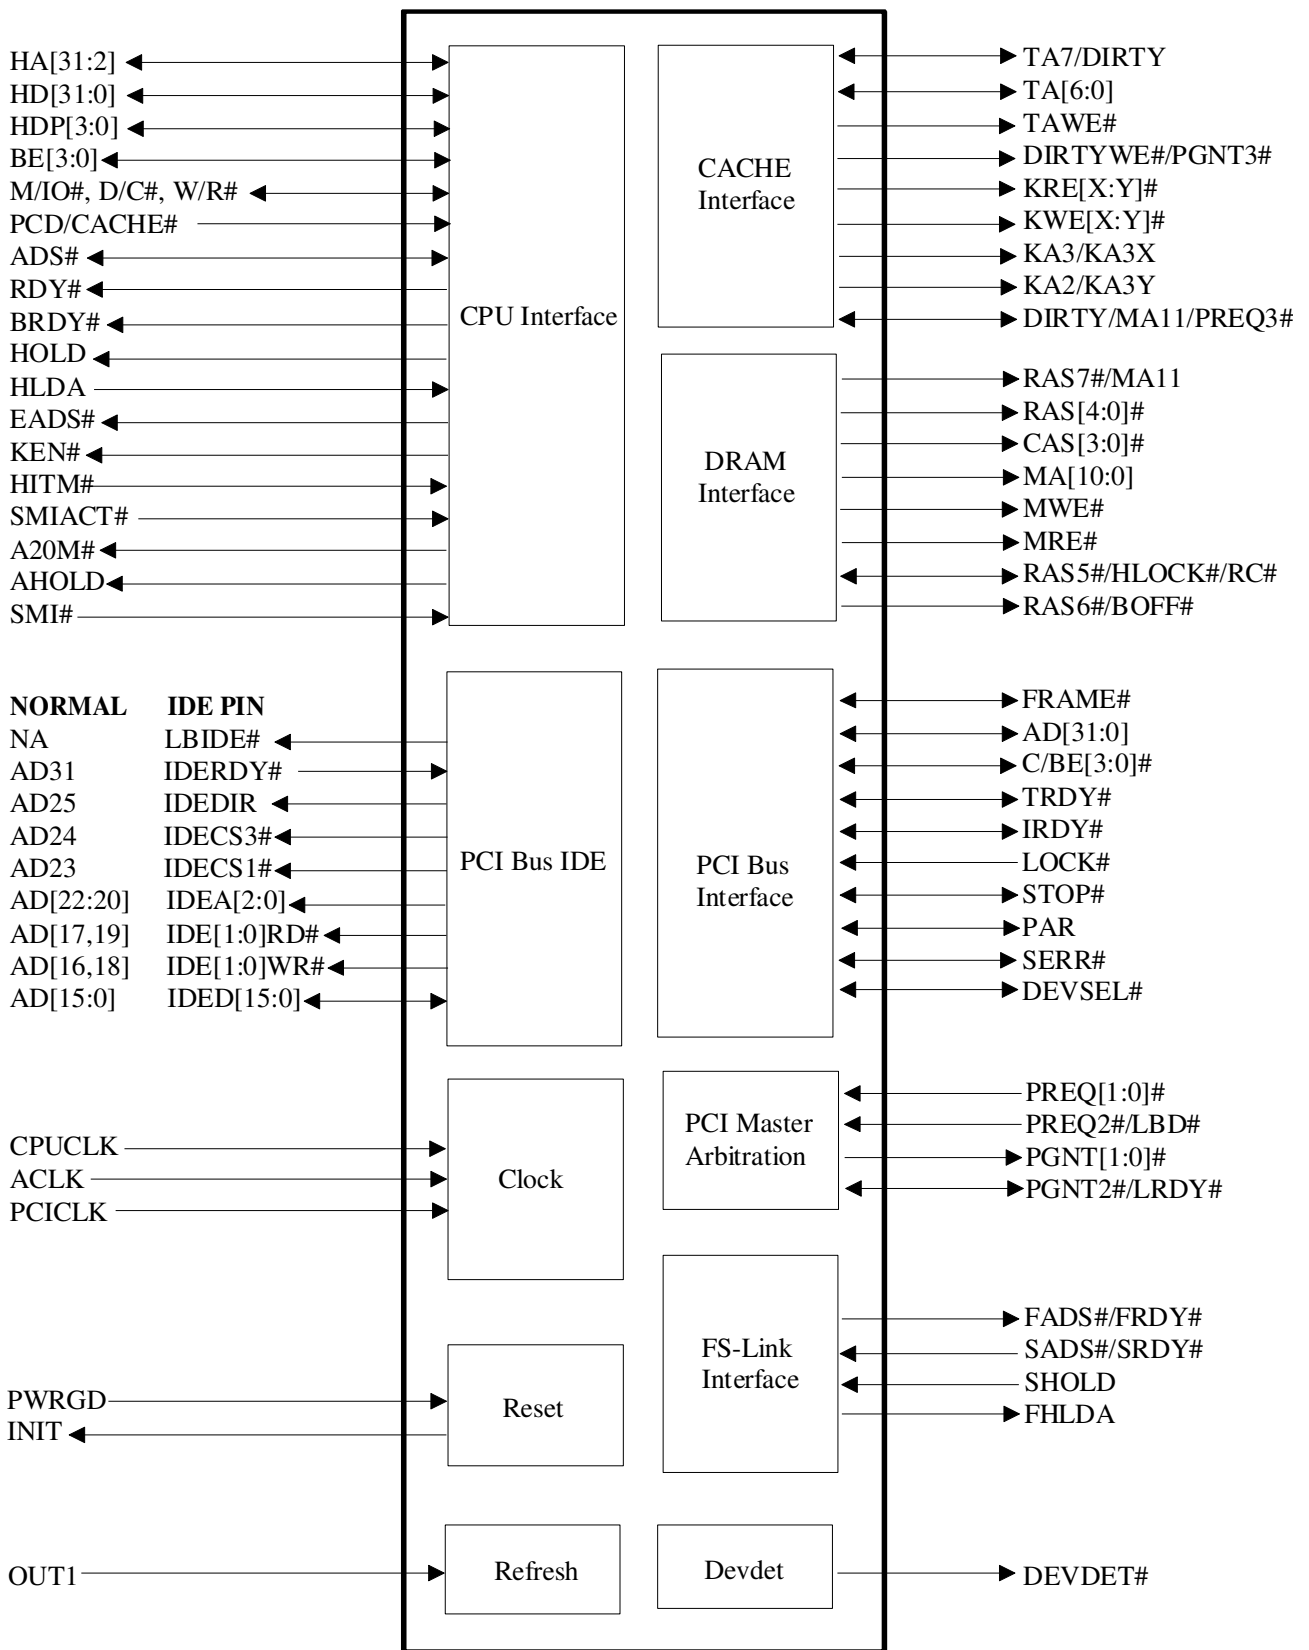 HA[31:2]
HD[31:0]
HDP[3:0]
BE[3:0]
M/IO#, D/C#, W/R#
PCD/CACHE#
ADS#
RDY#
BRDY#
HOLD
HLDA
EADS#
KEN#
HITM#
SMIACT#
A20M#
AHOLD
SMI#
CPU Interface
CACHE
Interface
TA7/DIRTY
TA[6:0]
TAWE#
DIRTYWE#/PGNT3#
KRE[X:Y]#
KWE[X:Y]#
KA3/KA3X
KA2/KA3Y
DIRTY/MA11/PREQ3#
DRAM
Interface
RAS7#/MA11
RAS[4:0]#
CAS[3:0]#
MA[10:0]
MWE#
MRE#
RAS5#/HLOCK#/RC#
RAS6#/BOFF#
NORMAL IDE PIN
NA LBIDE#
AD31 IDERDY#
AD25 IDEDIR
AD24 IDECS3#
AD23 IDECS1#
AD[22:20] IDEA[2:0]
AD[17,19] IDE[1:0]RD#
AD[16,18] IDE[1:0]WR#
AD[15:0] IDED[15:0]
PCI Bus IDE
PCI Bus
Interface
FRAME#
AD[31:0]
C/BE[3:0]#
TRDY#
IRDY#
LOCK#
STOP#
PAR
SERR#
DEVSEL#
CPUCLK
ACLK
PCICLK
Clock
PCI Master
Arbitration
PREQ[1:0]#
PREQ2#/LBD#
PGNT[1:0]#
PGNT2#/LRDY#
PWRGD
INIT
Reset
FS-Link
Interface
FADS#/FRDY#
SADS#/SRDY#
SHOLD
FHLDA
OUT1
Refresh
Devdet
DEVDET#